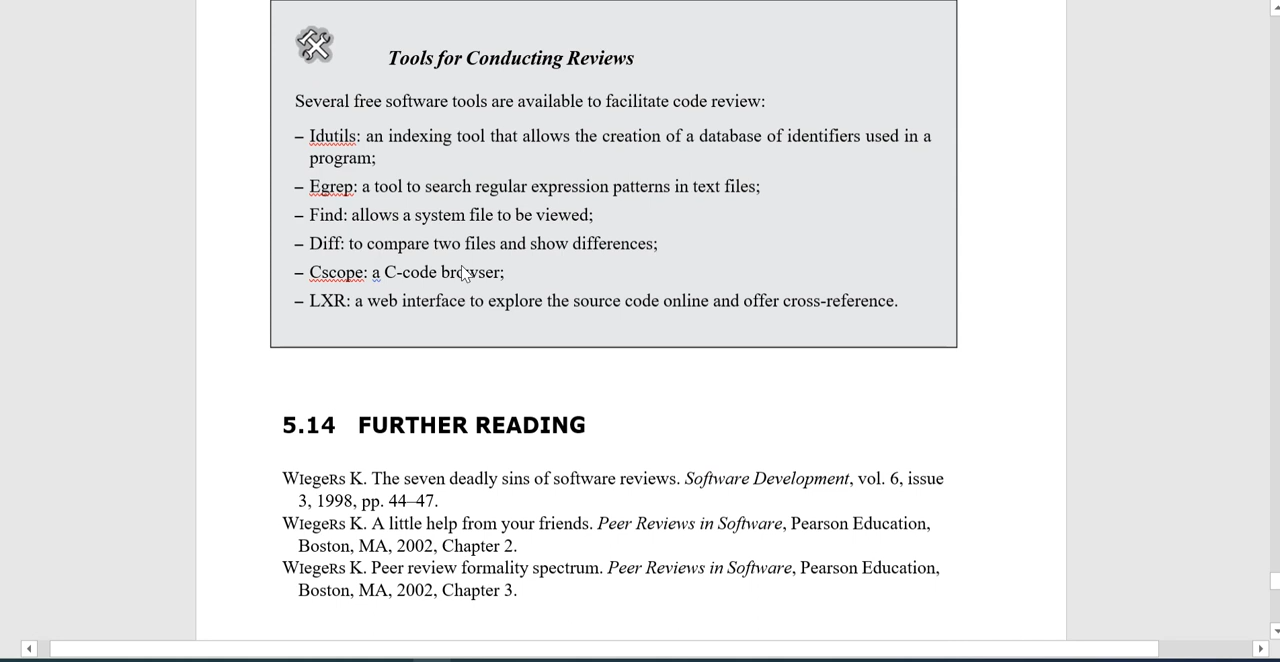 Tools for Conducting Reviews
Several free software tools are available to facilitate code review:
– Idutils: an indexing tool that allows the creation of a database of identifiers used in a
program;
– Egrep: a tool to search regular expression patterns in text files;
– Find: allows a system file to be viewed;
– Diff: to compare two files and show differences;
– Cscope: a C-code browser;
– LXR: a web interface to explore the source code online and offer cross-reference.
5.14 FURTHER READING
WIegeRs K. The seven deadly sins of software reviews. Software Development, vol. 6, issue
3, 1998, pp. 44–47.
WIegeRs K. A little help from your friends. Peer Reviews in Software, Pearson Education,
Boston, MA, 2002, Chapter 2.
WIegeRs K. Peer review formality spectrum. Peer Reviews in Software, Pearson Education,
Boston, MA, 2002, Chapter 3.